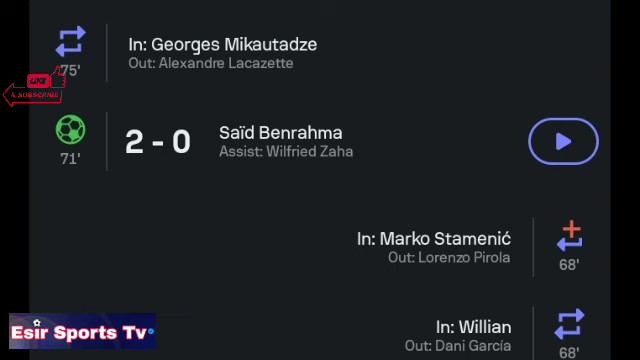 In: Georges Mikautadze
Out: Alexandre Lacazette
75'
LIKE
& SUBSCRIBE
2 - 0
Saïd Benrahma
Assist: Wilfried Zaha
71'
In: Marko Stamenić
Out: Lorenzo Pirola
68'
In: Willian
Out: Dani García
68'
Esir Sports Tv